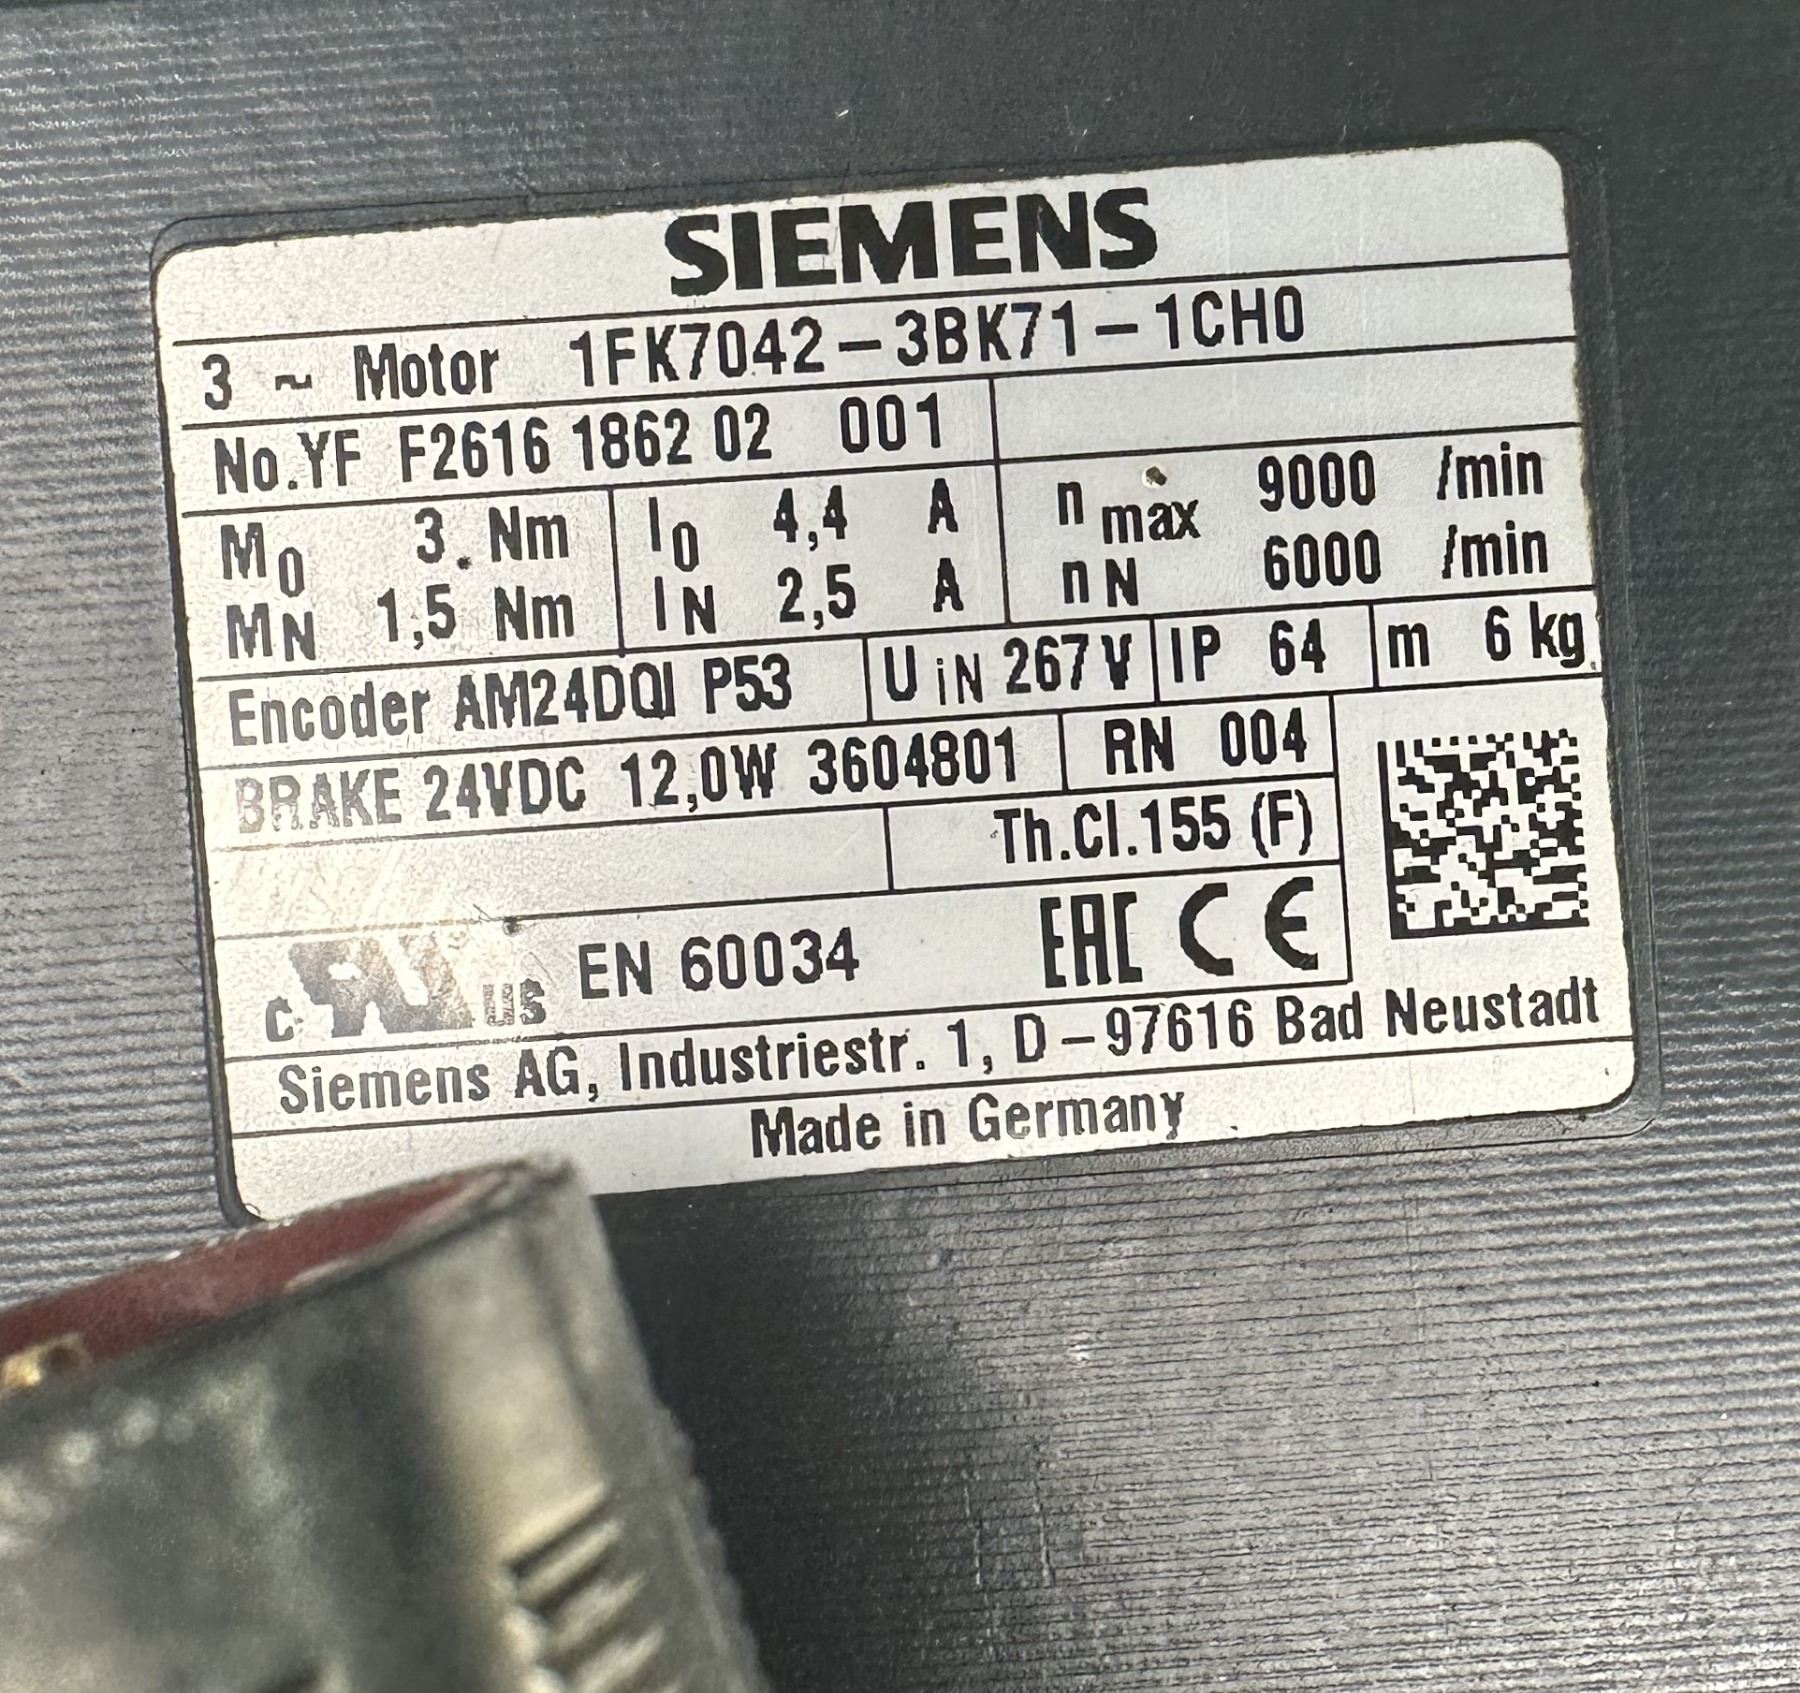 SIEMENS
3 ~ Motor 1FK7042-3BK71-1CH0
No.YF F2616 1862 02 001
M0 3. Nm I0 4,4 A n max 9000 /min
MN 1,5 Nm IN 2,5 A n N 6000 /min
Encoder AM24DQI P53 U iN 267 V IP 64 m 6 kg
BRAKE 24VDC 12,0W 3604801 RN 004
Th.Cl.155 (F)
c RU us EN 60034 EAC CE
Siemens AG, Industriestr. 1, D-97616 Bad Neustadt
Made in Germany